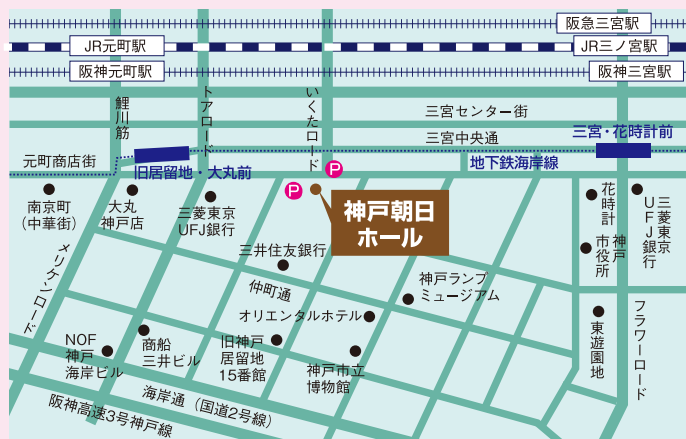 阪急三宮駅
JR元町駅
JR三ノ宮駅
阪神元町駅
阪神三宮駅
鯉川筋
トアロード
いくたロード
三宮センター街
三宮中央通
三宮・花時計前
元町商店街
旧居留地・大丸前
地下鉄海岸線
P
P
南京町
(中華街)
大丸
神戸店
三菱東京
UFJ銀行
神戸朝日
ホール
花時計
神戸
市役所
三菱東京
UFJ銀行
メリケンロード
三井住友銀行
仲町通
神戸ランプ
ミュージアム
オリエンタルホテル
NOF
神戸
海岸ビル
商船
三井ビル
旧神戸
居留地
15番館
神戸市立
博物館
東遊園地
フラワーロード
海岸通(国道2号線)
阪神高速3号神戸線